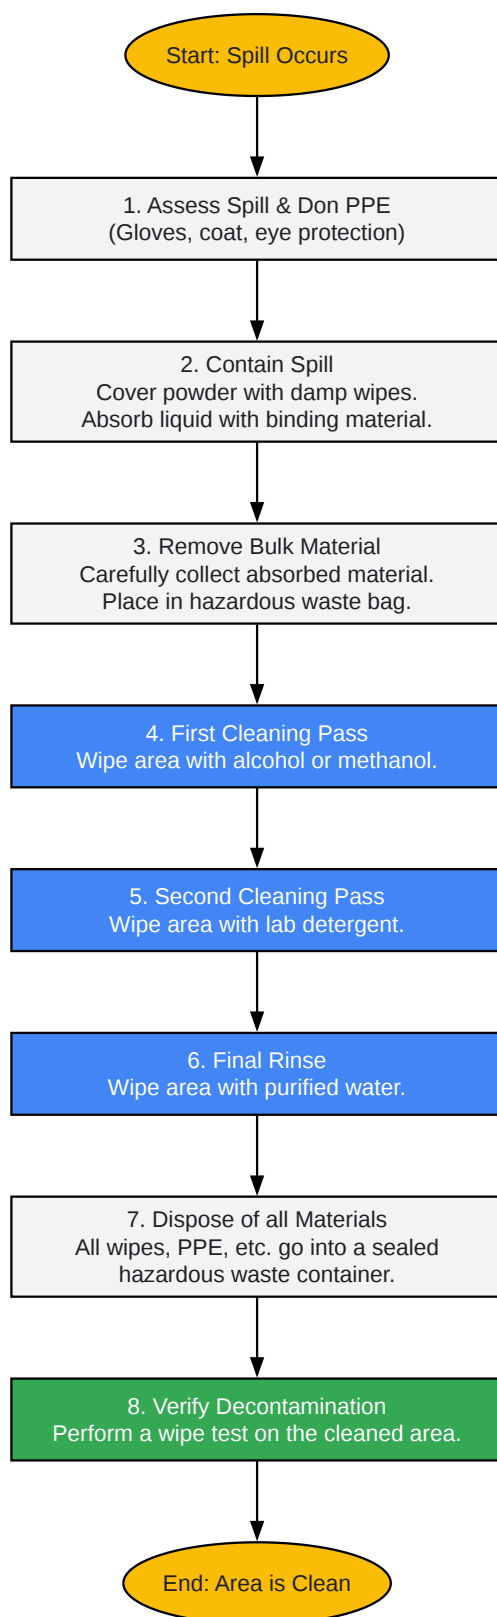 Start: Spill Occurs
1. Assess Spill & Don PPE
(Gloves, coat, eye protection)
2. Contain Spill
Cover powder with damp wipes.
Absorb liquid with binding material.
3. Remove Bulk Material
Carefully collect absorbed material.
Place in hazardous waste bag.
4. First Cleaning Pass
Wipe area with alcohol or methanol.
5. Second Cleaning Pass
Wipe area with lab detergent.
6. Final Rinse
Wipe area with purified water.
7. Dispose of all Materials
All wipes, PPE, etc. go into a sealed
hazardous waste container.
8. Verify Decontamination
Perform a wipe test on the cleaned area.
End: Area is Clean